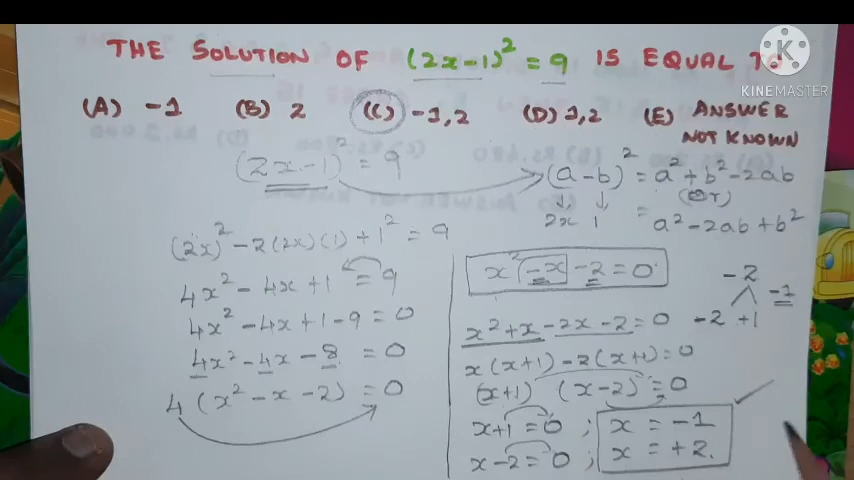 THE SOLUTION OF (2x-1)² = 9 IS EQUAL TO
KINEMASTER
(A) -1 (B) 2 (C) -1,2 (D) 1,2 (E) ANSWER
NOT KNOWN
(2x-1)² = 9
(a-b)² = a² + b² - 2ab
(or)
2x 1
= a² - 2ab + b²
(2x)² - 2(2x)(1) + 1² = 9
4x² - 4x + 1 = 9
4x² - 4x + 1 - 9 = 0
4x² - 4x - 8 = 0
4(x² - x - 2) = 0
x² - x - 2 = 0
-2
-1
-2 +1
x² + x - 2x - 2 = 0
x(x+1) - 2(x+1) = 0
(x+1) (x-2) = 0
x+1 = 0 ; x = -1
x-2 = 0 ; x = +2.